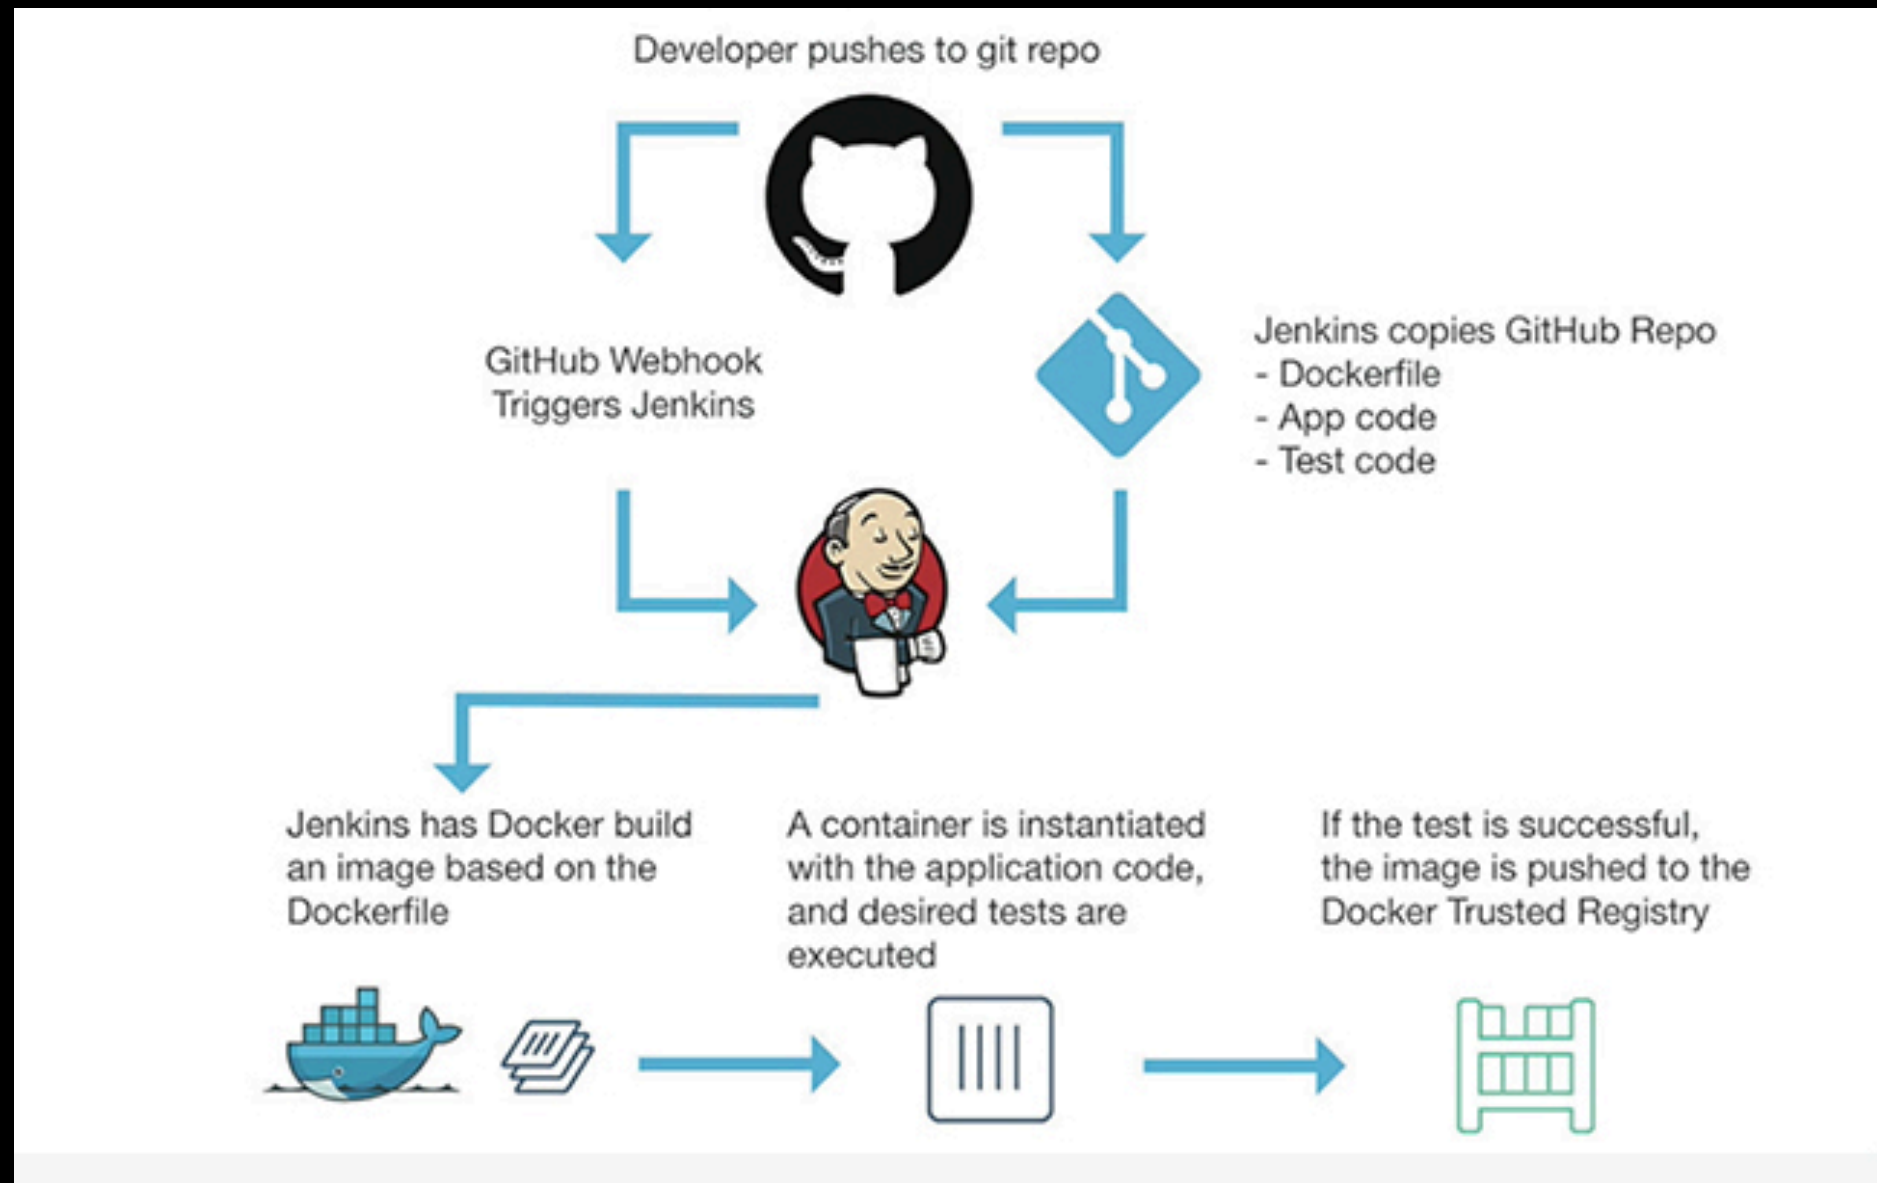 Developer pushes to git repo
GitHub Webhook
Triggers Jenkins
Jenkins copies GitHub Repo
- Dockerfile
- App code
- Test code
Jenkins has Docker build
an image based on the
Dockerfile
A container is instantiated
with the application code,
and desired tests are
executed
If the test is successful,
the image is pushed to the
Docker Trusted Registry